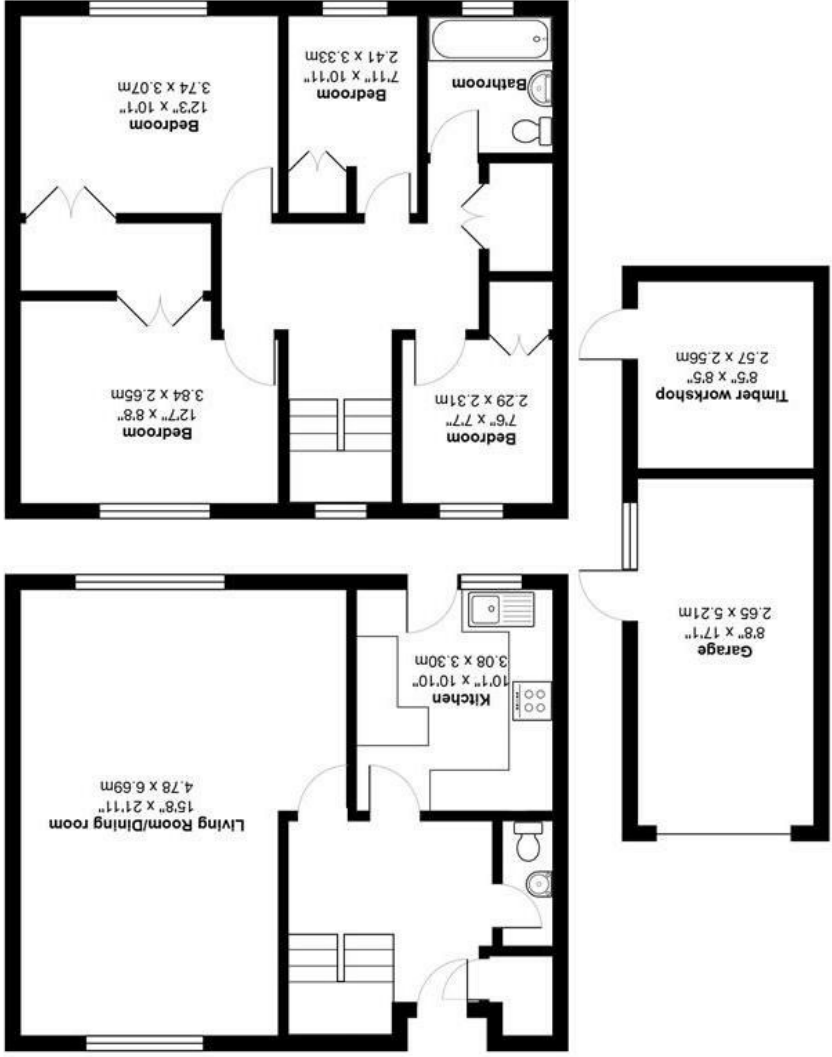 Living Room/Dining room
15'8" x 21'11"
4.78 x 6.69m
Kitchen
10'1" x 10'10"
3.08 x 3.30m
Garage
8'8" x 17'1"
2.65 x 5.21m
Bedroom
7'6" x 7'7"
2.29 x 2.31m
Bedroom
12'7" x 8'8"
3.84 x 2.65m
Timber workshop
8'5" x 8'5"
2.57 x 2.56m
Bathroom
Bedroom
7'11" x 10'11"
2.41 x 3.33m
Bedroom
12'3" x 10'1"
3.74 x 3.07m